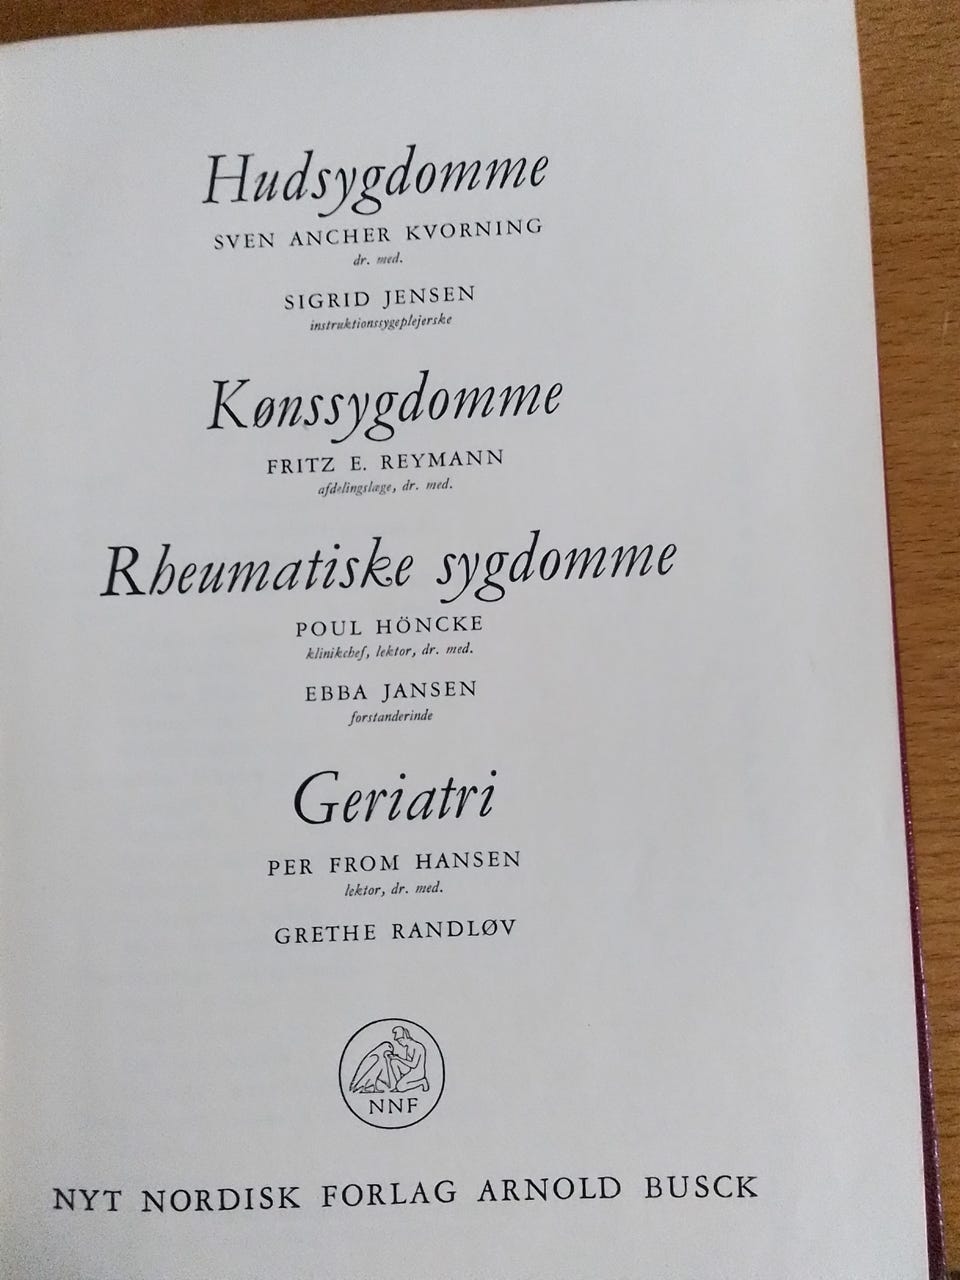 Hudsygdomme
SVEN ANCHER KVORNING
dr. med.
SIGRID JENSEN
instruktionssygeplejerske
Kønssygdomme
FRITZ E. REYMANN
afdelingslæge, dr. med.
Rheumatiske sygdomme
POUL HÖNCKE
klinikchef, lektor, dr. med.
EBBA JANSEN
forstanderinde
Geriatri
PER FROM HANSEN
lektor, dr. med.
GRETHE RANDLØV
NNF
NYT NORDISK FORLAG ARNOLD BUSCK